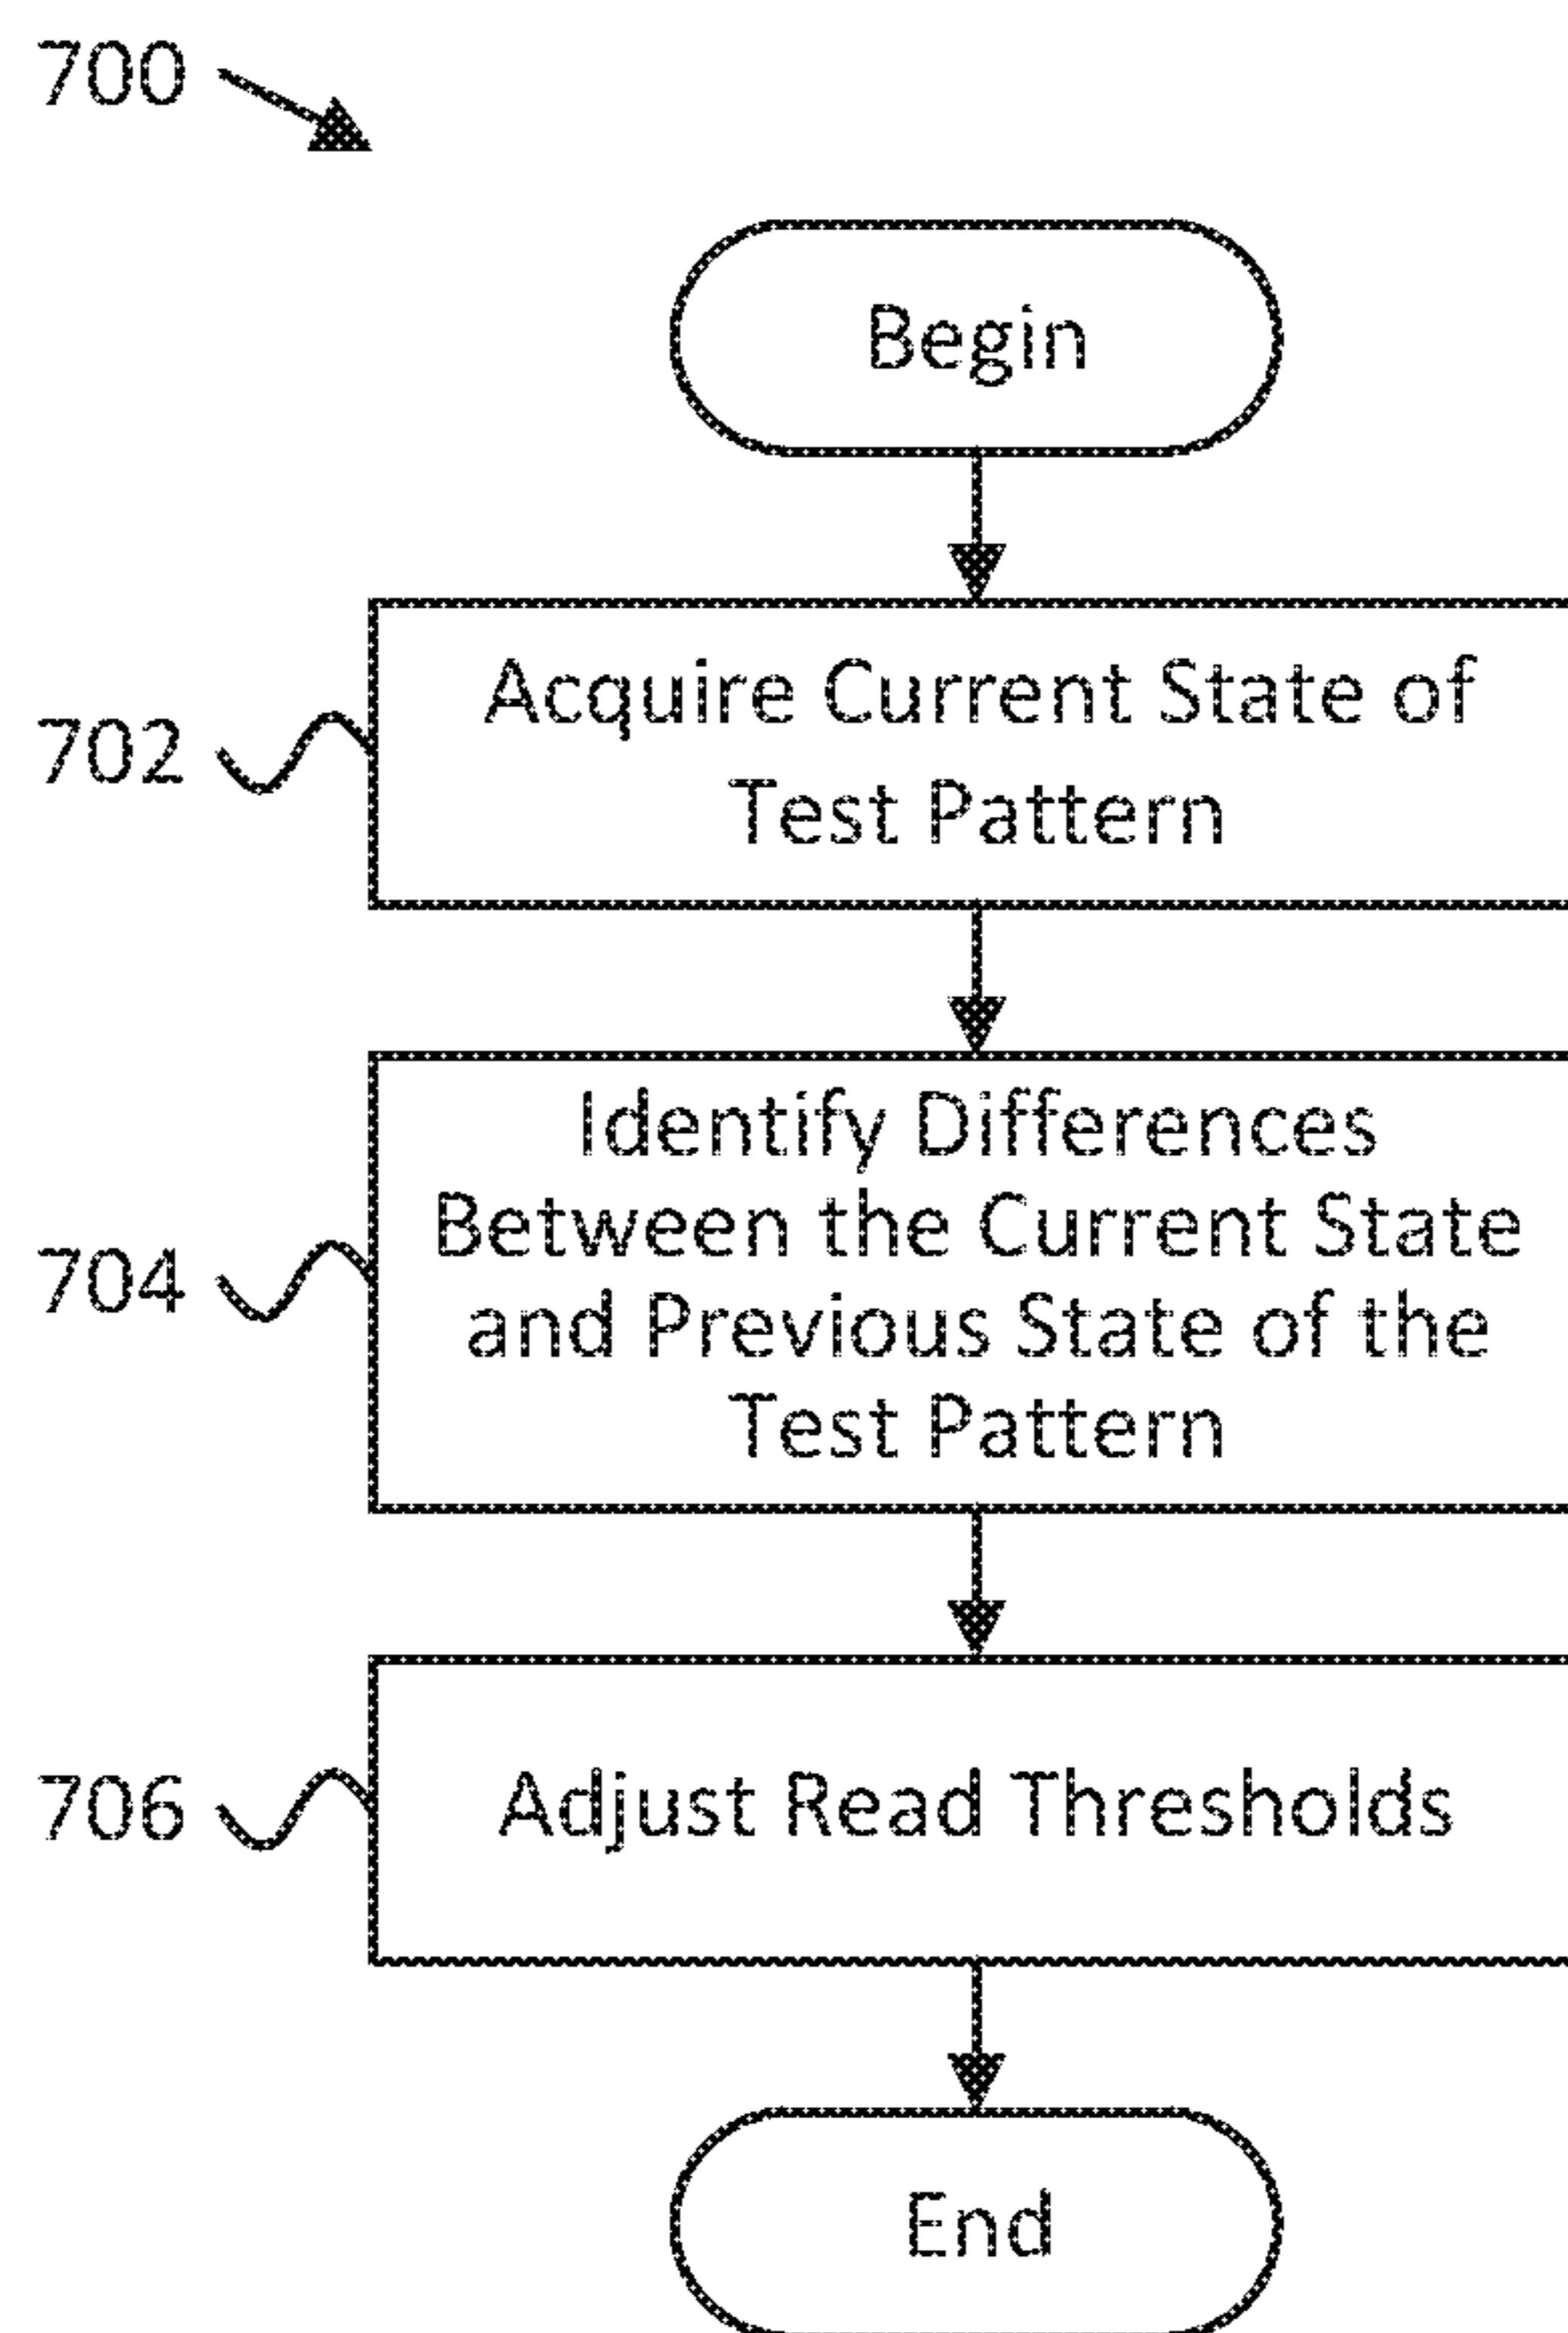 700
Begin
702
Acquire Current State of
Test Pattern
704
Identify Differences
Between the Current State
and Previous State of the
Test Pattern
706
Adjust Read Thresholds
End